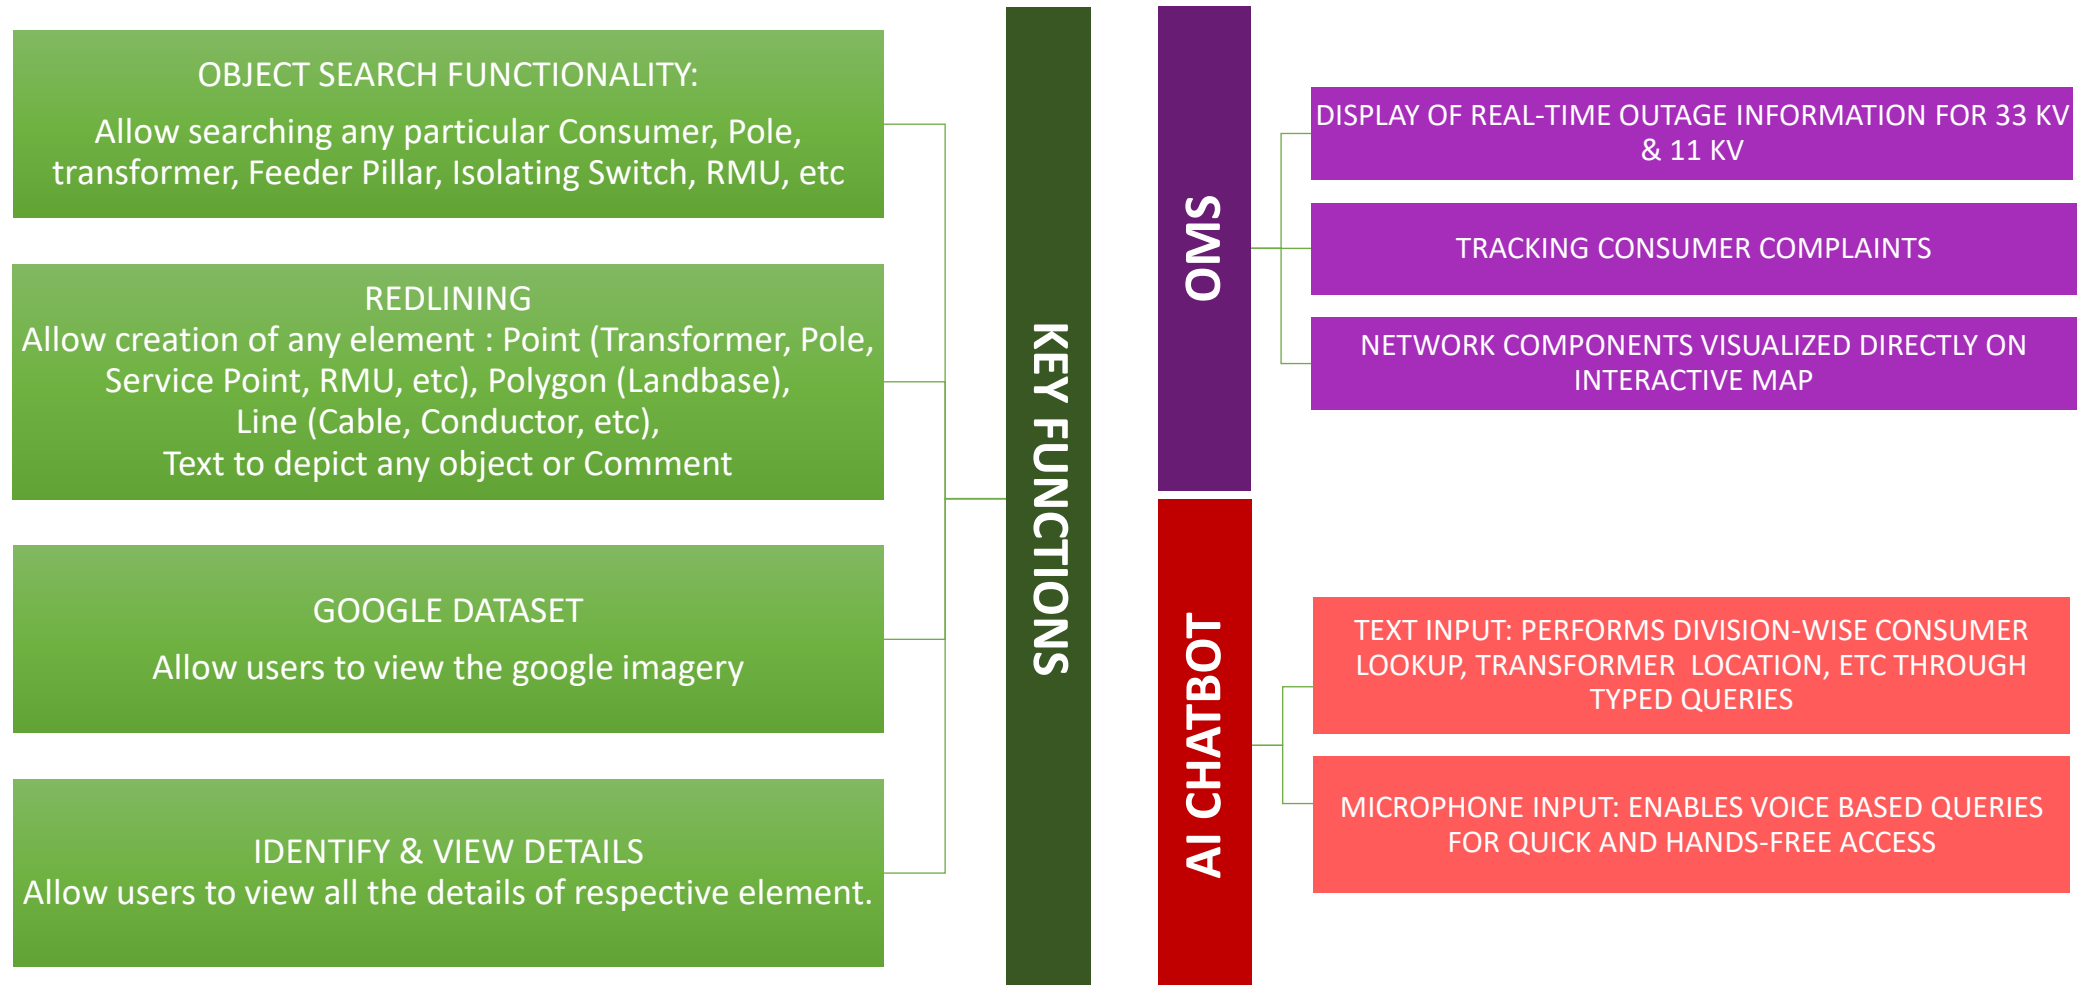 OBJECT SEARCH FUNCTIONALITY:
Allow searching any particular Consumer, Pole,
transformer, Feeder Pillar, Isolating Switch, RMU, etc
REDLINING
Allow creation of any element : Point (Transformer, Pole,
Service Point, RMU, etc), Polygon (Landbase),
Line (Cable, Conductor, etc),
Text to depict any object or Comment
GOOGLE DATASET
Allow users to view the google imagery
IDENTIFY & VIEW DETAILS
Allow users to view all the details of respective element.
KEY FUNCTIONS
OMS
DISPLAY OF REAL-TIME OUTAGE INFORMATION FOR 33 KV
& 11 KV
TRACKING CONSUMER COMPLAINTS
NETWORK COMPONENTS VISUALIZED DIRECTLY ON
INTERACTIVE MAP
AI CHATBOT
TEXT INPUT: PERFORMS DIVISION-WISE CONSUMER
LOOKUP, TRANSFORMER LOCATION, ETC THROUGH
TYPED QUERIES
MICROPHONE INPUT: ENABLES VOICE BASED QUERIES
FOR QUICK AND HANDS-FREE ACCESS